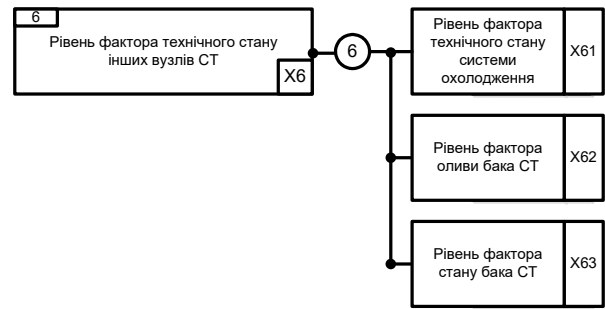 6
Рівень фактора технічного стану
інших вузлів СТ
X6
6
Рівень фактора
технічного стану
системи
охолодження
X61
Рівень фактора
оливи бака СТ
X62
Рівень фактора
стану бака СТ
X63